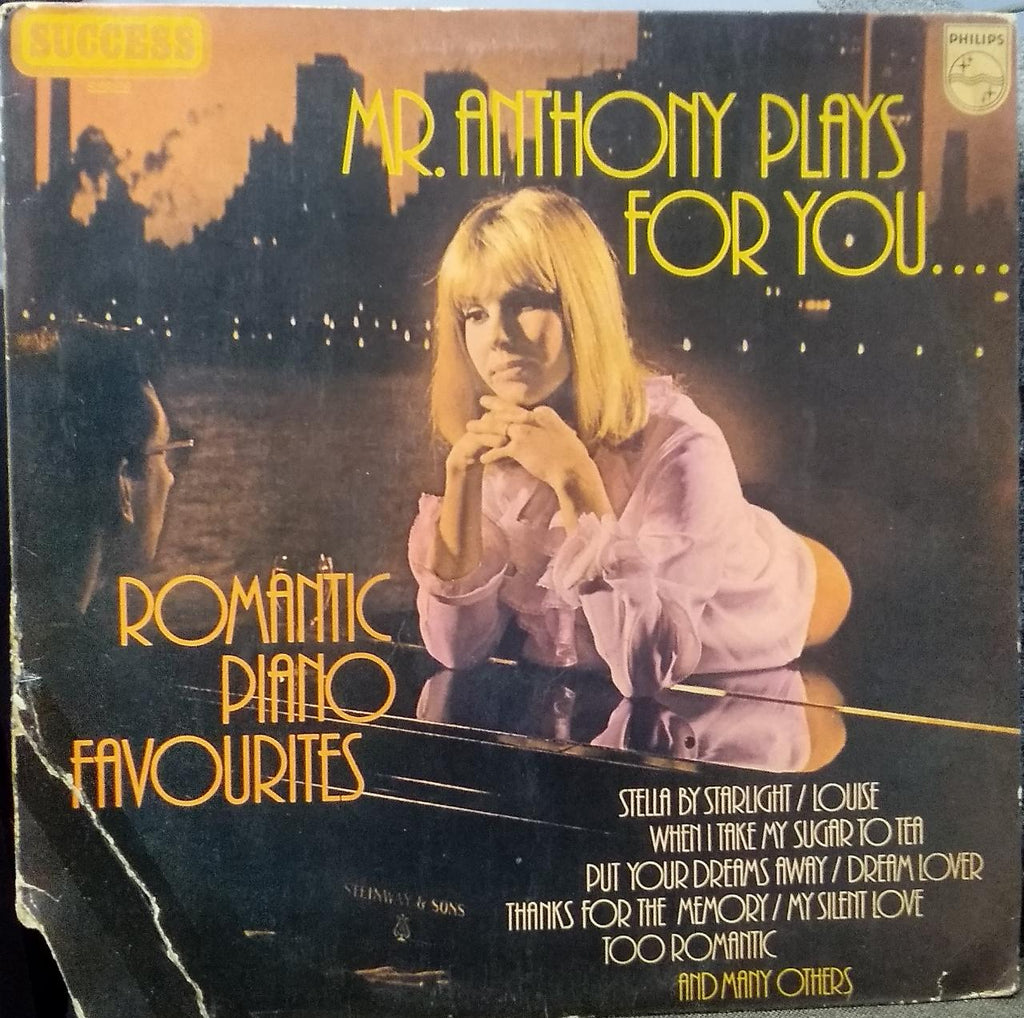 SUCCESS
PHILIPS
MR. ANTHONY PLAYS
FOR YOU....
ROMANTIC
PIANO
FAVOURITES
STELLA BY STARLIGHT / LOUISE
WHEN I TAKE MY SUGAR TO TEA
PUT YOUR DREAMS AWAY / DREAM LOVER
THANKS FOR THE MEMORY / MY SILENT LOVE
TOO ROMANTIC
AND MANY OTHERS
STEINWAY & SONS